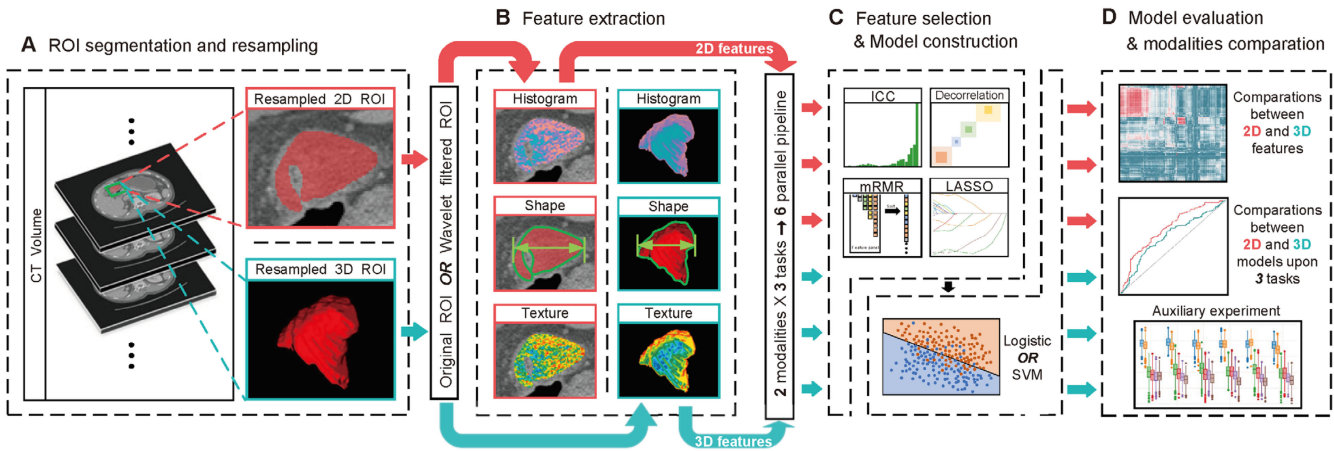 A ROI segmentation and resampling
CT Volume
Resampled 2D ROI
Resampled 3D ROI
Original ROI OR Wavelet filtered ROI
B Feature extraction
2D features
Histogram
Histogram
Shape
Shape
Texture
Texture
3D features
2 modalities X 3 tasks → 6 parallel pipeline
C Feature selection
& Model construction
ICC
Decorrelation
mRMR
Feature panel
LASSO
Logistic
OR
SVM
D Model evaluation
& modalities comparation
Comparations
between
2D and 3D
features
Comparations
between
2D and 3D
models upon
3 tasks
Auxiliary experiment